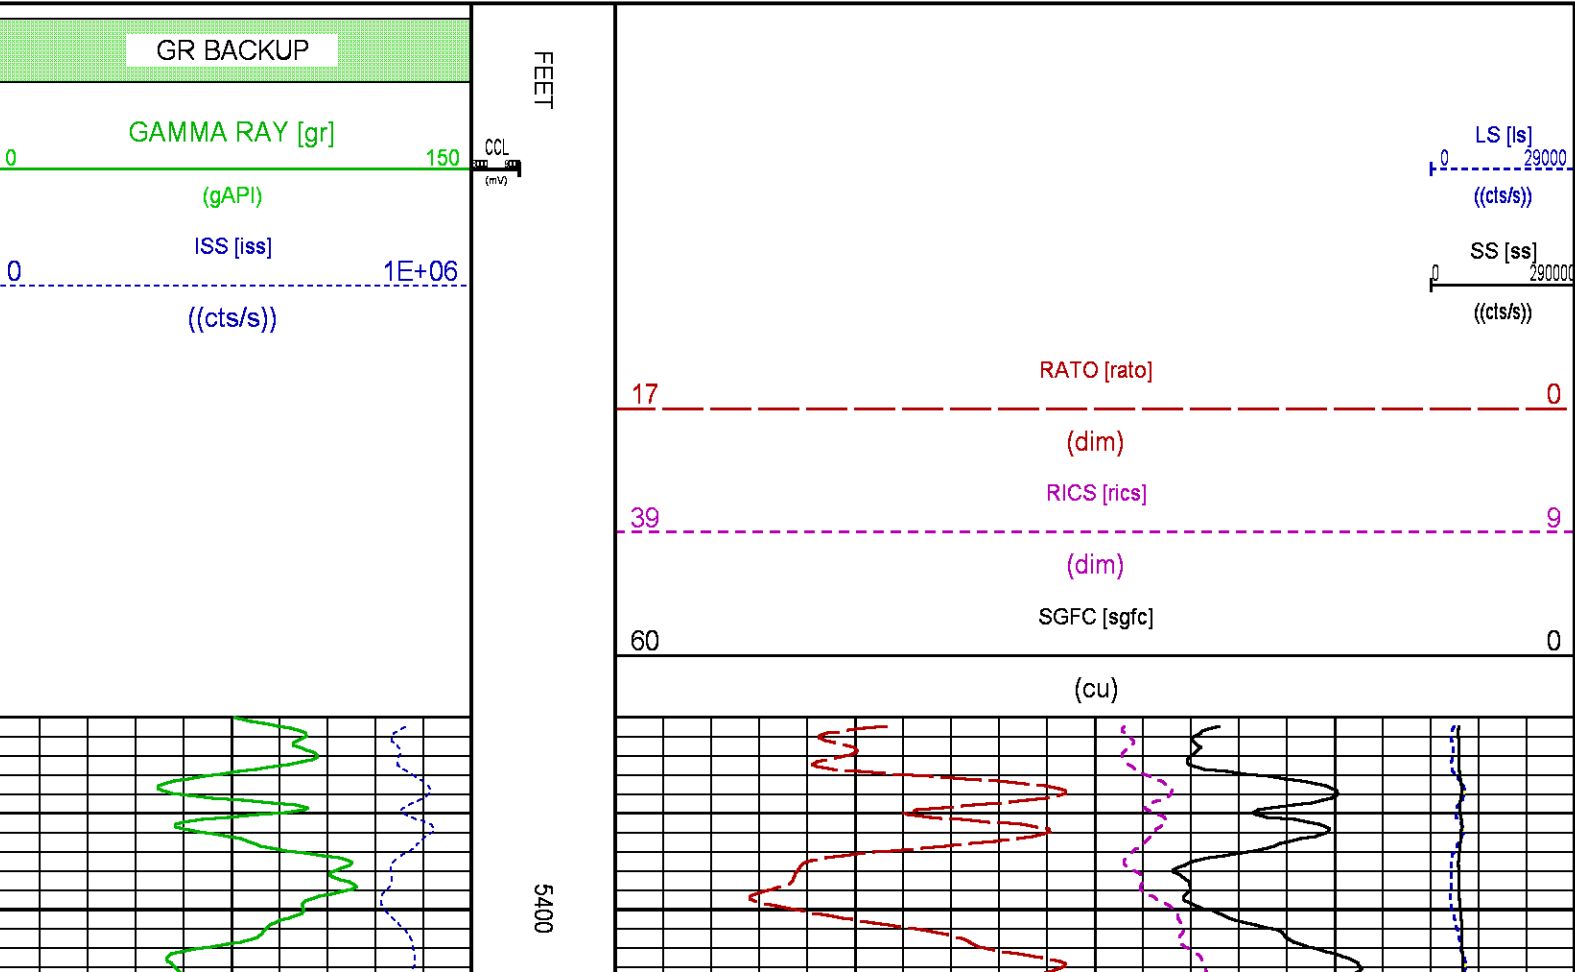 GR BACKUP
GAMMA RAY [gr]
0 150
(gAPI)
ISS [iss]
0 1E+06
((cts/s))
FEET
CCL
(mV)
LS [ls]
0 29000
((cts/s))
SS [ss]
0 290000
((cts/s))
RATO [rato]
17 0
(dim)
RICS [rics]
39 9
(dim)
SGFC [sgfc]
60 0
(cu)
5400